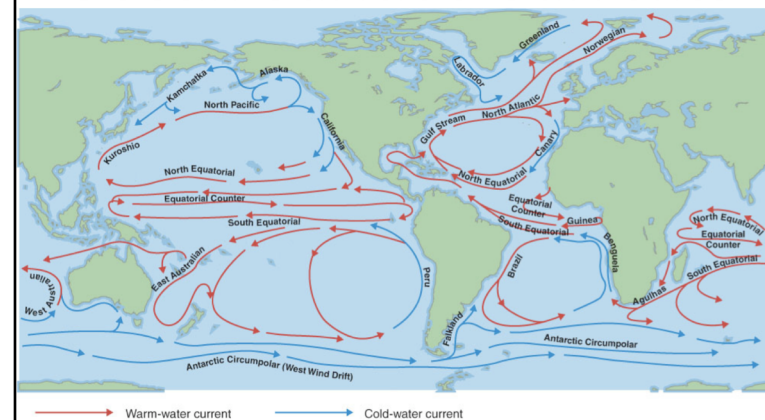 Greenland
Norwegian
Labrador
Alaska
Kamchatka
North Pacific
California
Kuroshio
North Atlantic
Gulf Stream
Canary
North Equatorial
North Equatorial
Equatorial Counter
South Equatorial
Equatorial
Counter
Guinea
South Equatorial
North Equatorial
Equatorial
Counter
South Equatorial
East Australian
West Australian
Peru
Brazil
Benguela
Agulhas
Falkland
Antarctic Circumpolar
Antarctic Circumpolar (West Wind Drift)
Warm-water current
Cold-water current